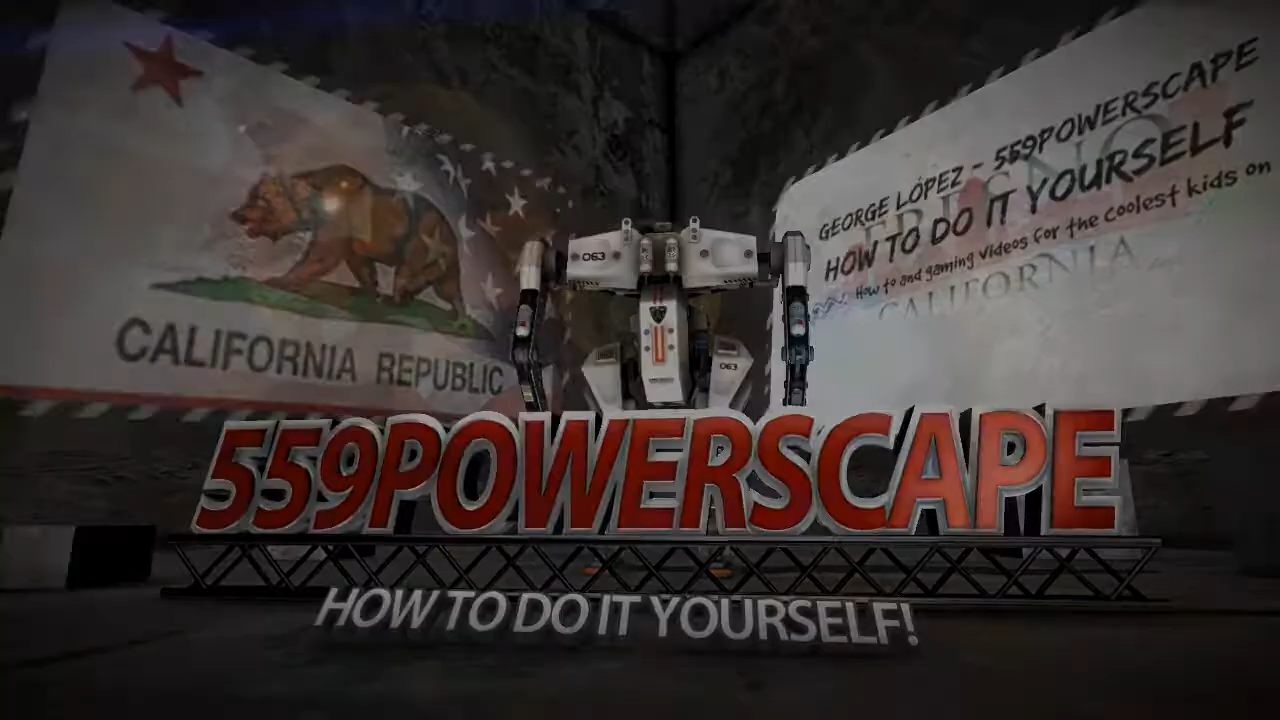 CALIFORNIA REPUBLIC
GEORGE LÓPEZ - 559POWERSCAPE
HOW TO DO IT YOURSELF
How to and gaming videos for the coolest kids on
FRESNO
CALIFORNIA
063
063
559POWERSCAPE
HOW TO DO IT YOURSELF!